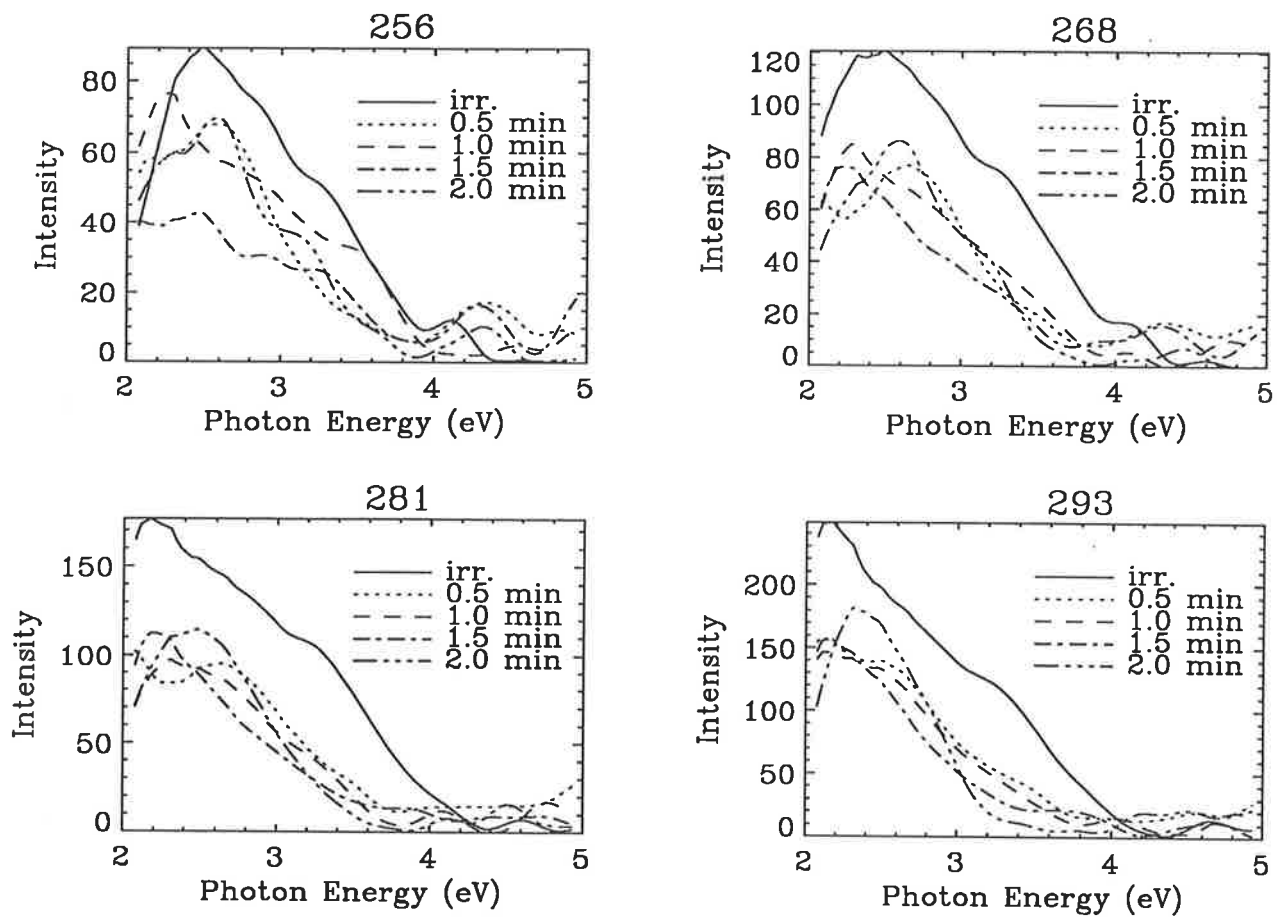 256
irr.
0.5 min
1.0 min
1.5 min
2.0 min
80
60
40
20
0
2
3
4
5
Intensity
Photon Energy (eV)
268
irr.
0.5 min
1.0 min
1.5 min
2.0 min
120
100
80
60
40
20
0
2
3
4
5
Intensity
Photon Energy (eV)
281
irr.
0.5 min
1.0 min
1.5 min
2.0 min
150
100
50
0
2
3
4
5
Intensity
Photon Energy (eV)
293
irr.
0.5 min
1.0 min
1.5 min
2.0 min
200
150
100
50
0
2
3
4
5
Intensity
Photon Energy (eV)